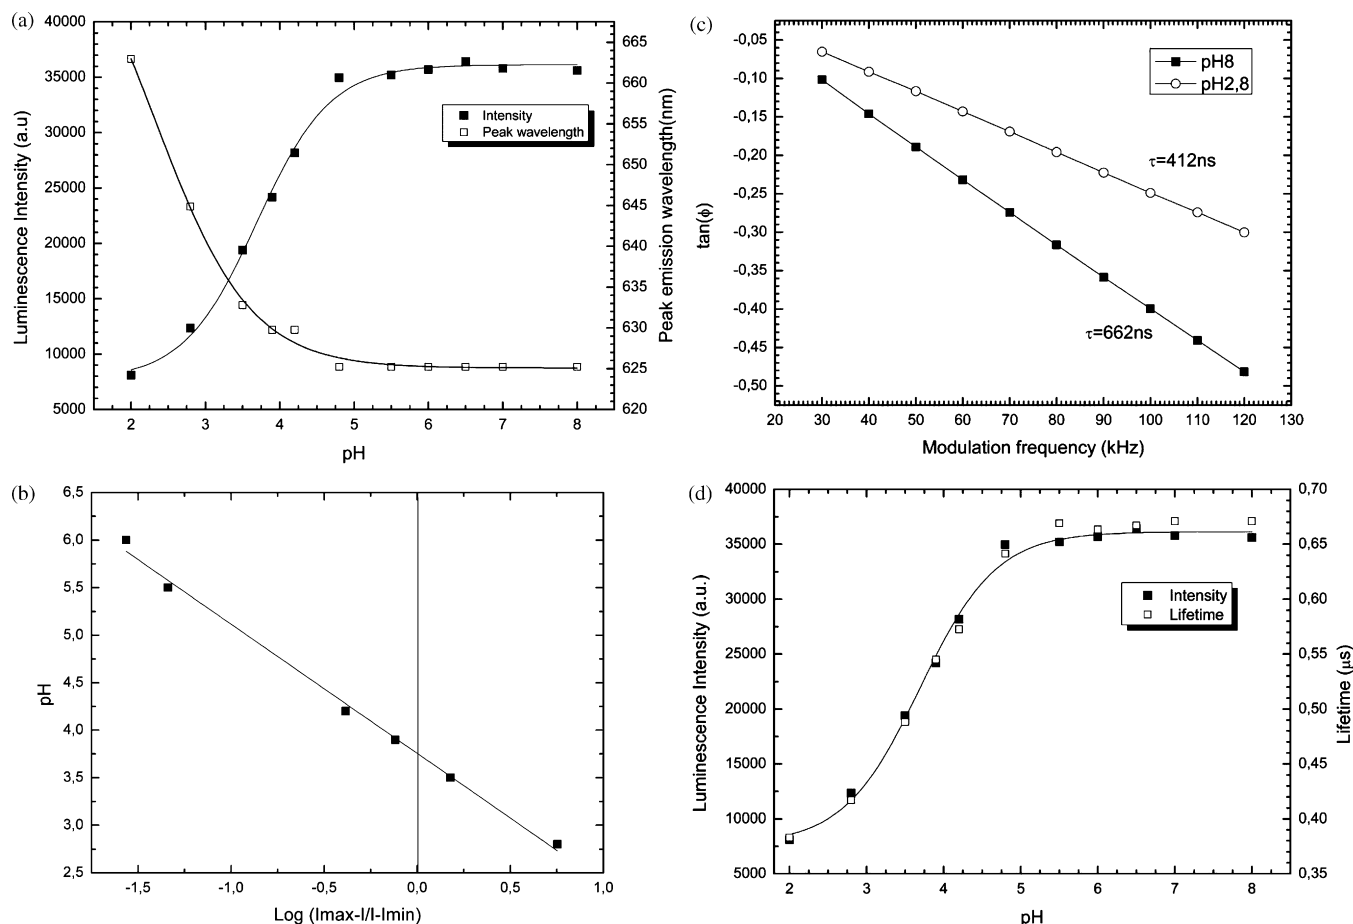 (a)
40000
35000
30000
25000
20000
15000
10000
5000
Luminescence Intensity (a.u)
665
660
655
650
645
640
635
630
625
620
Peak emission wavelength(nm)
Intensity
Peak wavelength
2 3 4 5 6 7 8
pH
(c)
-0,05
-0,10
-0,15
-0,20
-0,25
-0,30
-0,35
-0,40
-0,45
-0,50
tan(ϕ)
pH8
pH2,8
τ=412ns
τ=662ns
20 30 40 50 60 70 80 90 100 110 120 130
Modulation frequency (kHz)
(b)
6,5
6,0
5,5
5,0
4,5
4,0
3,5
3,0
2,5
pH
-1,5 -1,0 -0,5 0,0 0,5 1,0
Log (Imax-I/I-Imin)
(d)
40000
35000
30000
25000
20000
15000
10000
5000
Luminescence Intensity (a.u.)
0,70
0,65
0,60
0,55
0,50
0,45
0,40
0,35
Lifetime (μs)
Intensity
Lifetime
2 3 4 5 6 7 8
pH